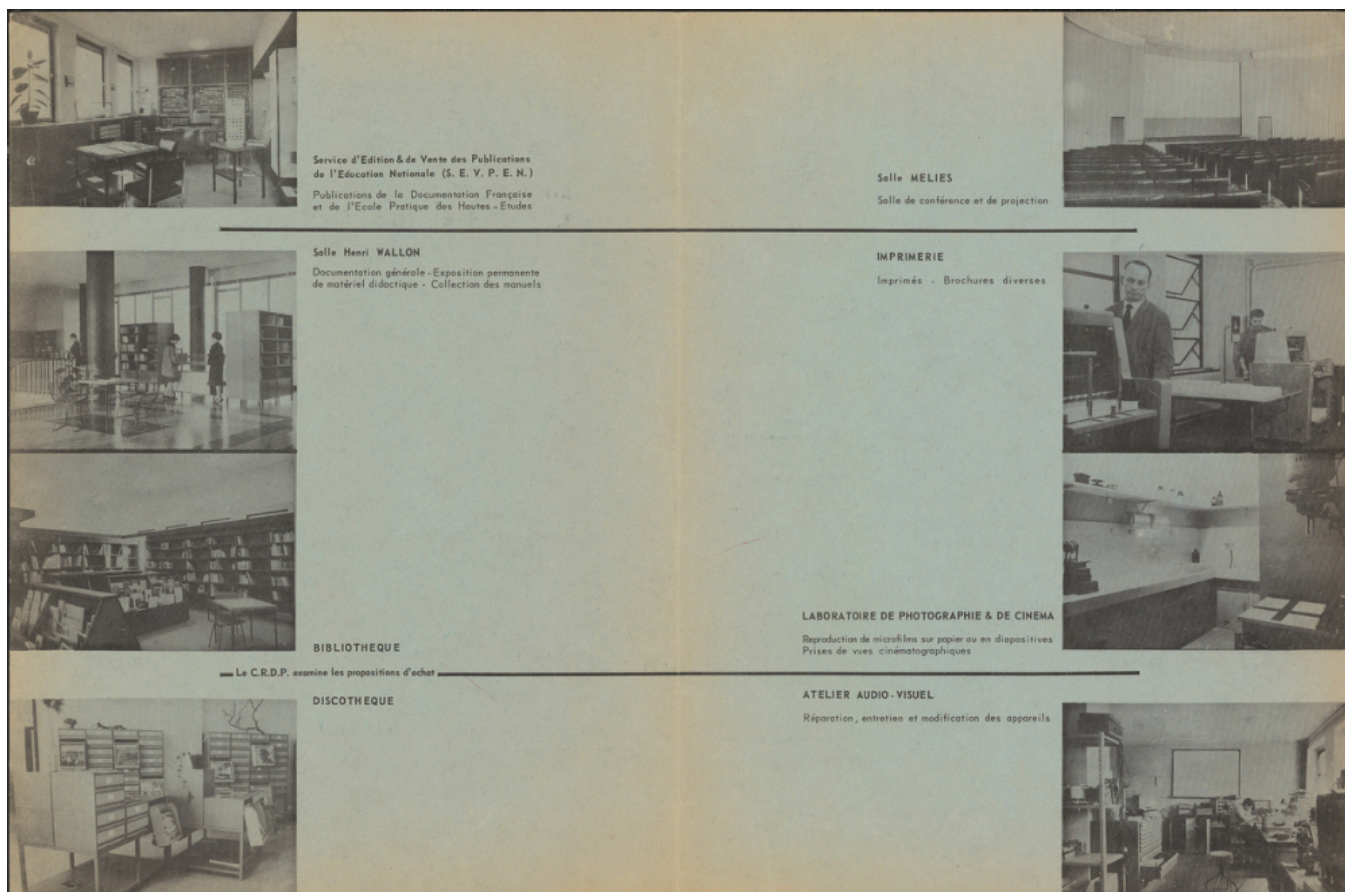 Service d'Edition & de Vente des Publications
de l'Education Nationale (S. E. V. P. E. N.)
Publications de la Documentation Française
et de l'Ecole Pratique des Hautes - Etudes
Salle Henri WALLON
Documentation générale - Exposition permanente
de matériel didactique - Collection des manuels
BIBLIOTHEQUE
Le C.R.D.P. examine les propositions d'achat
DISCOTHEQUE
Salle MELIES
Salle de conférence et de projection
IMPRIMERIE
Imprimés - Brochures diverses
LABORATOIRE DE PHOTOGRAPHIE & DE CINEMA
Reproduction de microfilms sur papier ou en diapositives
Prises de vues cinématographiques
ATELIER AUDIO-VISUEL
Réparation, entretien et modification des appareils